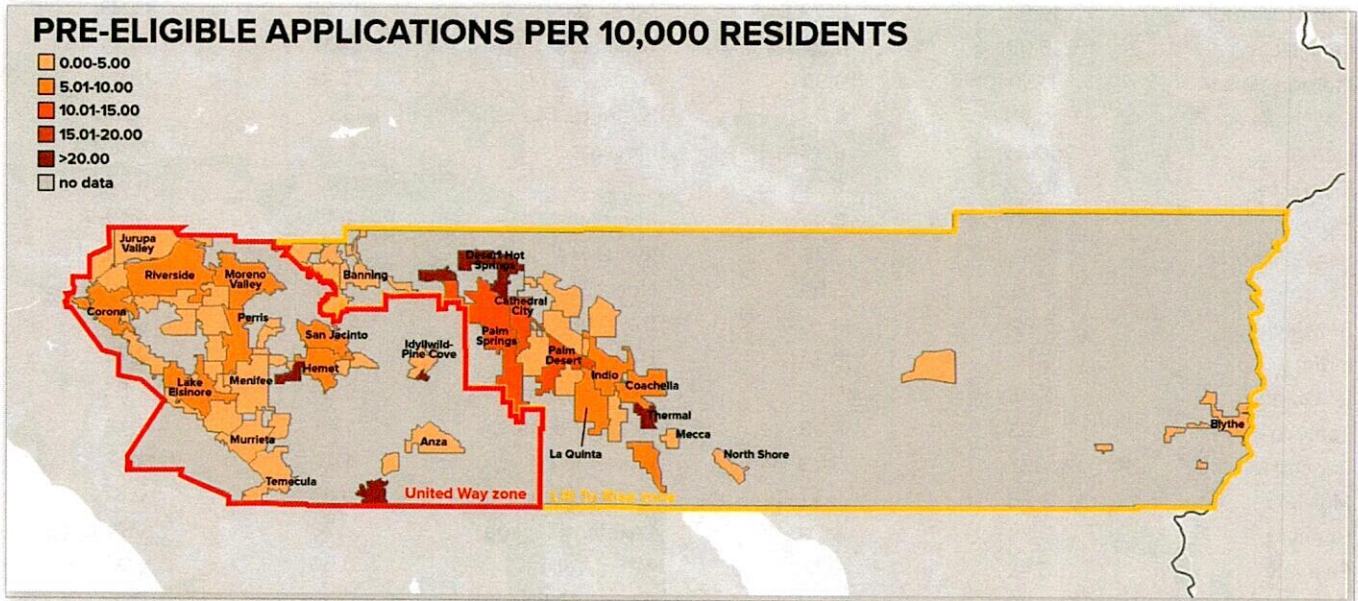 PRE-ELIGIBLE APPLICATIONS PER 10,000 RESIDENTS
0.00-5.00
5.01-10.00
10.01-15.00
15.01-20.00
>20.00
no data
Jurupa
Valley
Riverside
Moreno
Valley
Corona
Perris
San Jacinto
Hemet
Menifee
Lake
Elsinore
Murrieta
Temecula
Idyllwild-
Pine Cove
Anza
Banning
Desert Hot
Springs
Cathedral
City
Palm
Springs
Palm
Desert
Indio
Coachella
Thermal
Mecca
La Quinta
North Shore
Blythe
United Way zone
Lift To Rise zone